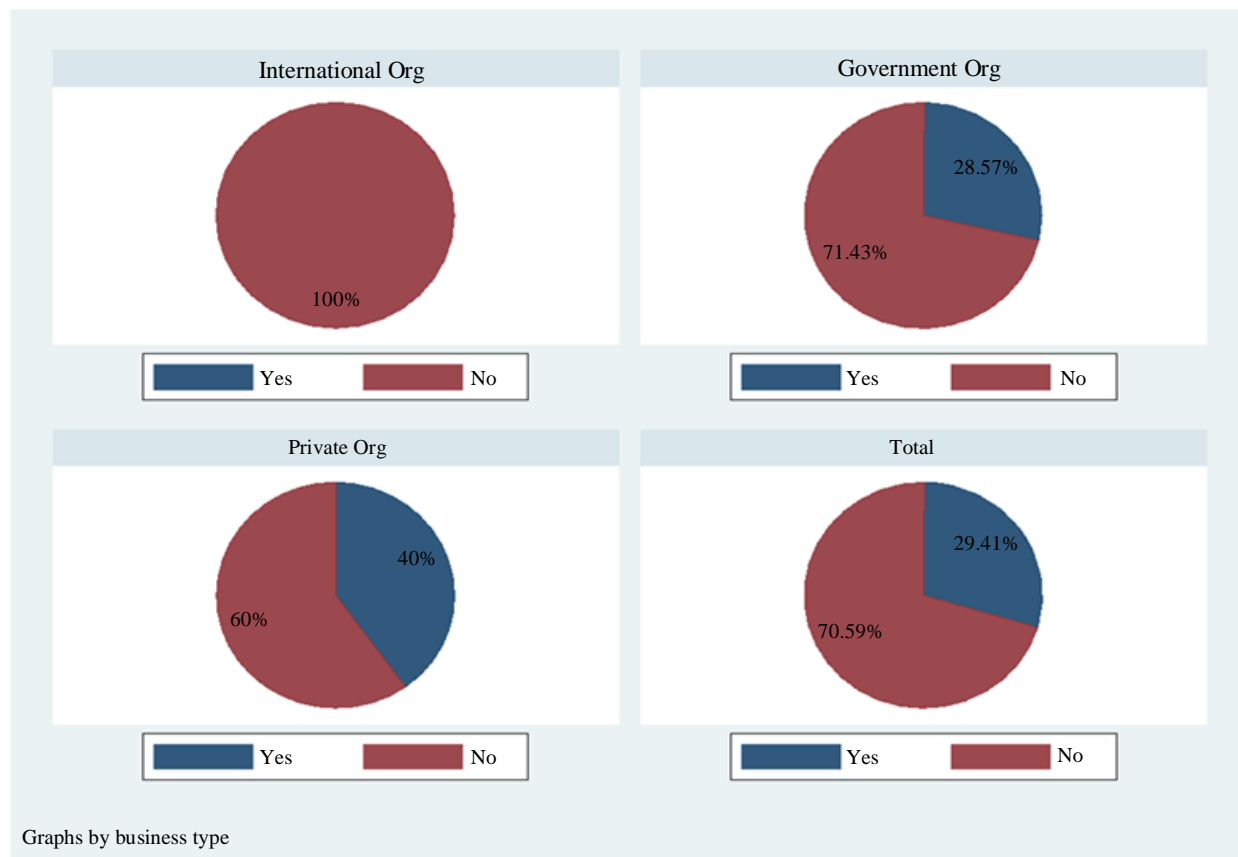 International Org
100%
Yes No
Government Org
28.57%
71.43%
Yes No
Private Org
40%
60%
Yes No
Total
29.41%
70.59%
Yes No
Graphs by business type